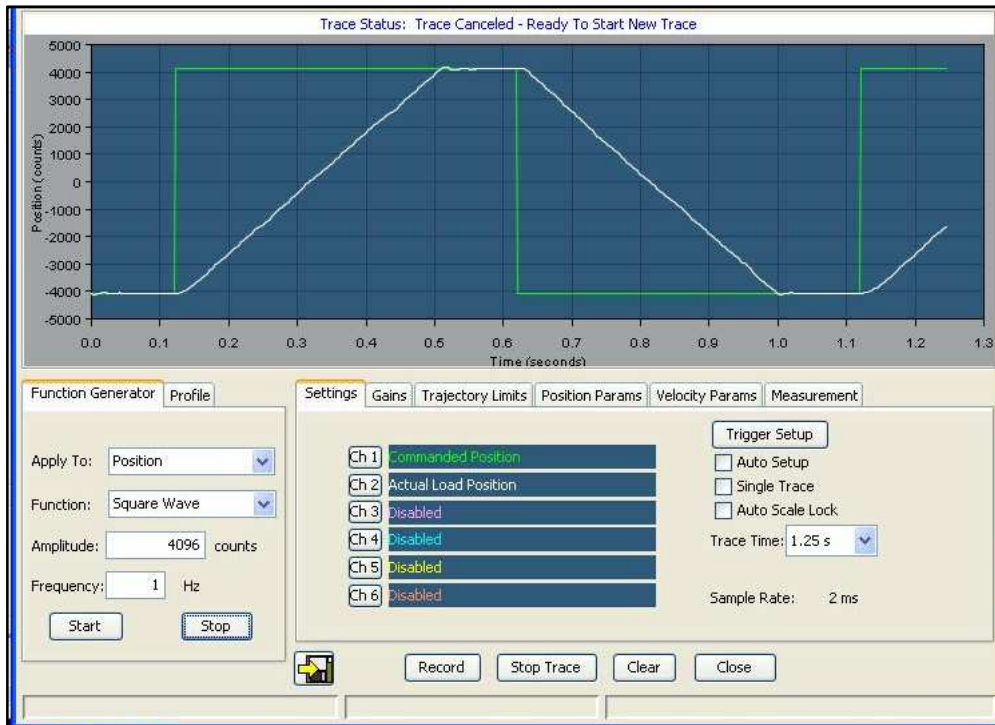 Trace Status: Trace Canceled - Ready To Start New Trace
Position (counts)
5000
4000
3000
2000
1000
0
-1000
-2000
-3000
-4000
-5000
0.0 0.1 0.2 0.3 0.4 0.5 0.6 0.7 0.8 0.9 1.0 1.1 1.2 1.3
Time (seconds)
Function Generator Profile
Apply To: Position
Function: Square Wave
Amplitude: 4096 counts
Frequency: 1 Hz
Start Stop
Settings Gains Trajectory Limits Position Params Velocity Params Measurement
Ch 1 Commanded Position
Ch 2 Actual Load Position
Ch 3 Disabled
Ch 4 Disabled
Ch 5 Disabled
Ch 6 Disabled
Trigger Setup
Auto Setup
Single Trace
Auto Scale Lock
Trace Time: 1.25 s
Sample Rate: 2 ms
Record Stop Trace Clear Close